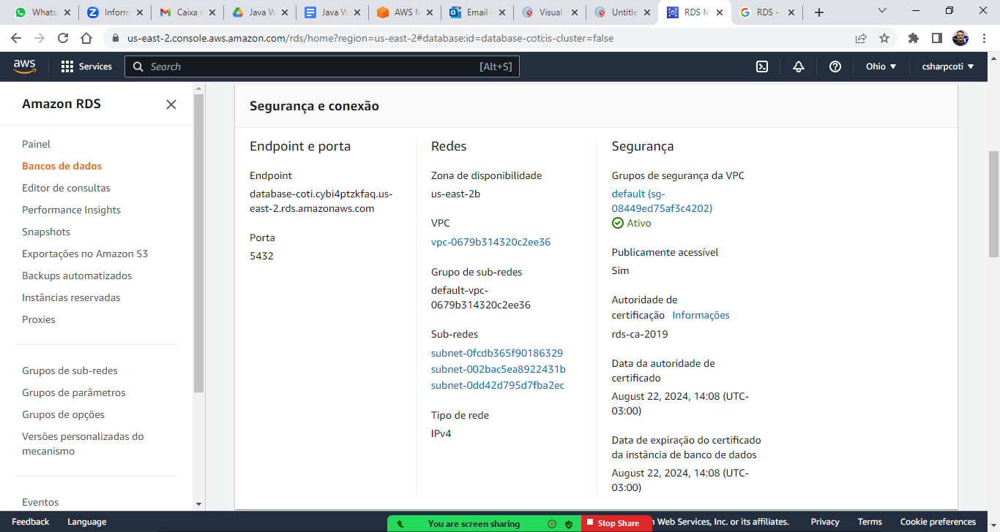 Whats
Inform
Caixa d
Java W
Java W
AWS M
Email -
Visual
Untitle
RDS M
RDS -
us-east-2.console.aws.amazon.com/rds/home?region=us-east-2#database:id=database-coti;is-cluster=false
aws
Services
Search
[Alt+S]
Ohio
csharpcoti
Amazon RDS
Painel
Bancos de dados
Editor de consultas
Performance Insights
Snapshots
Exportações no Amazon S3
Backups automatizados
Instâncias reservadas
Proxies
Grupos de sub-redes
Grupos de parâmetros
Grupos de opções
Versões personalizadas do
mecanismo
Eventos
Segurança e conexão
Endpoint e porta
Endpoint
database-coti.cybi4ptzkfaq.us-
east-2.rds.amazonaws.com
Porta
5432
Redes
Zona de disponibilidade
us-east-2b
VPC
vpc-0679b314320c2ee36
Grupo de sub-redes
default-vpc-
0679b314320c2ee36
Sub-redes
subnet-0fcdb365f90186329
subnet-002bac5ea8922431b
subnet-0dd42d795d7fba2ec
Tipo de rede
IPv4
Segurança
Grupos de segurança da VPC
default (sg-
08449ed75af3c4202)
Ativo
Publicamente acessível
Sim
Autoridade de
certificação Informações
rds-ca-2019
Data da autoridade de
certificado
August 22, 2024, 14:08 (UTC-
03:00)
Data de expiração do certificado
da instância de banco de dados
August 22, 2024, 14:08 (UTC-
03:00)
Feedback
Language
You are screen sharing
Stop Share
n Web Services, Inc. or its affiliates.
Privacy
Terms
Cookie preferences